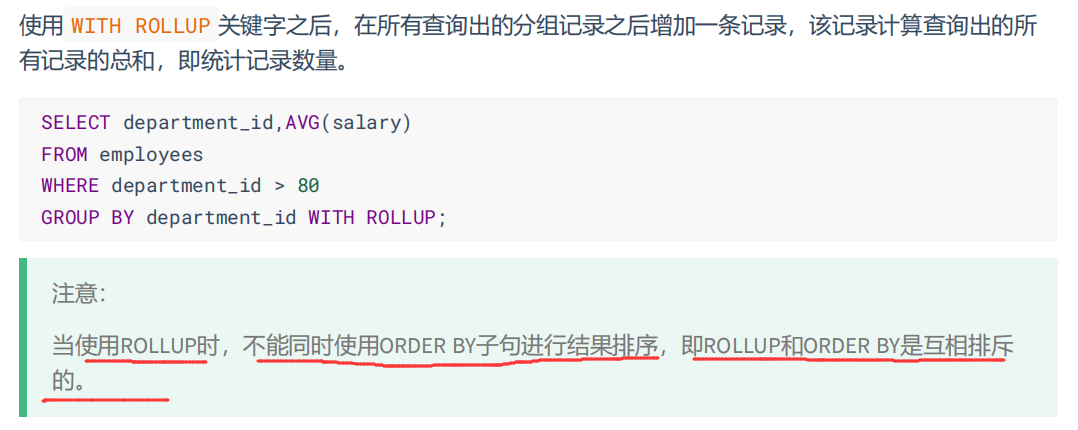 使用 WITH ROLLUP 关键字之后，在所有查询出的分组记录之后增加一条记录，该记录计算查询出的所
有记录的总和，即统计记录数量。
SELECT department_id,AVG(salary)
FROM employees
WHERE department_id > 80
GROUP BY department_id WITH ROLLUP;
注意：
当使用ROLLUP时，不能同时使用ORDER BY子句进行结果排序，即ROLLUP和ORDER BY是互相排斥
的。